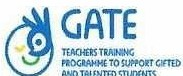 GATE
TEACHERS TRAINING
PROGRAMME TO SUPPORT GIFTED
AND TALENTED STUDENTS